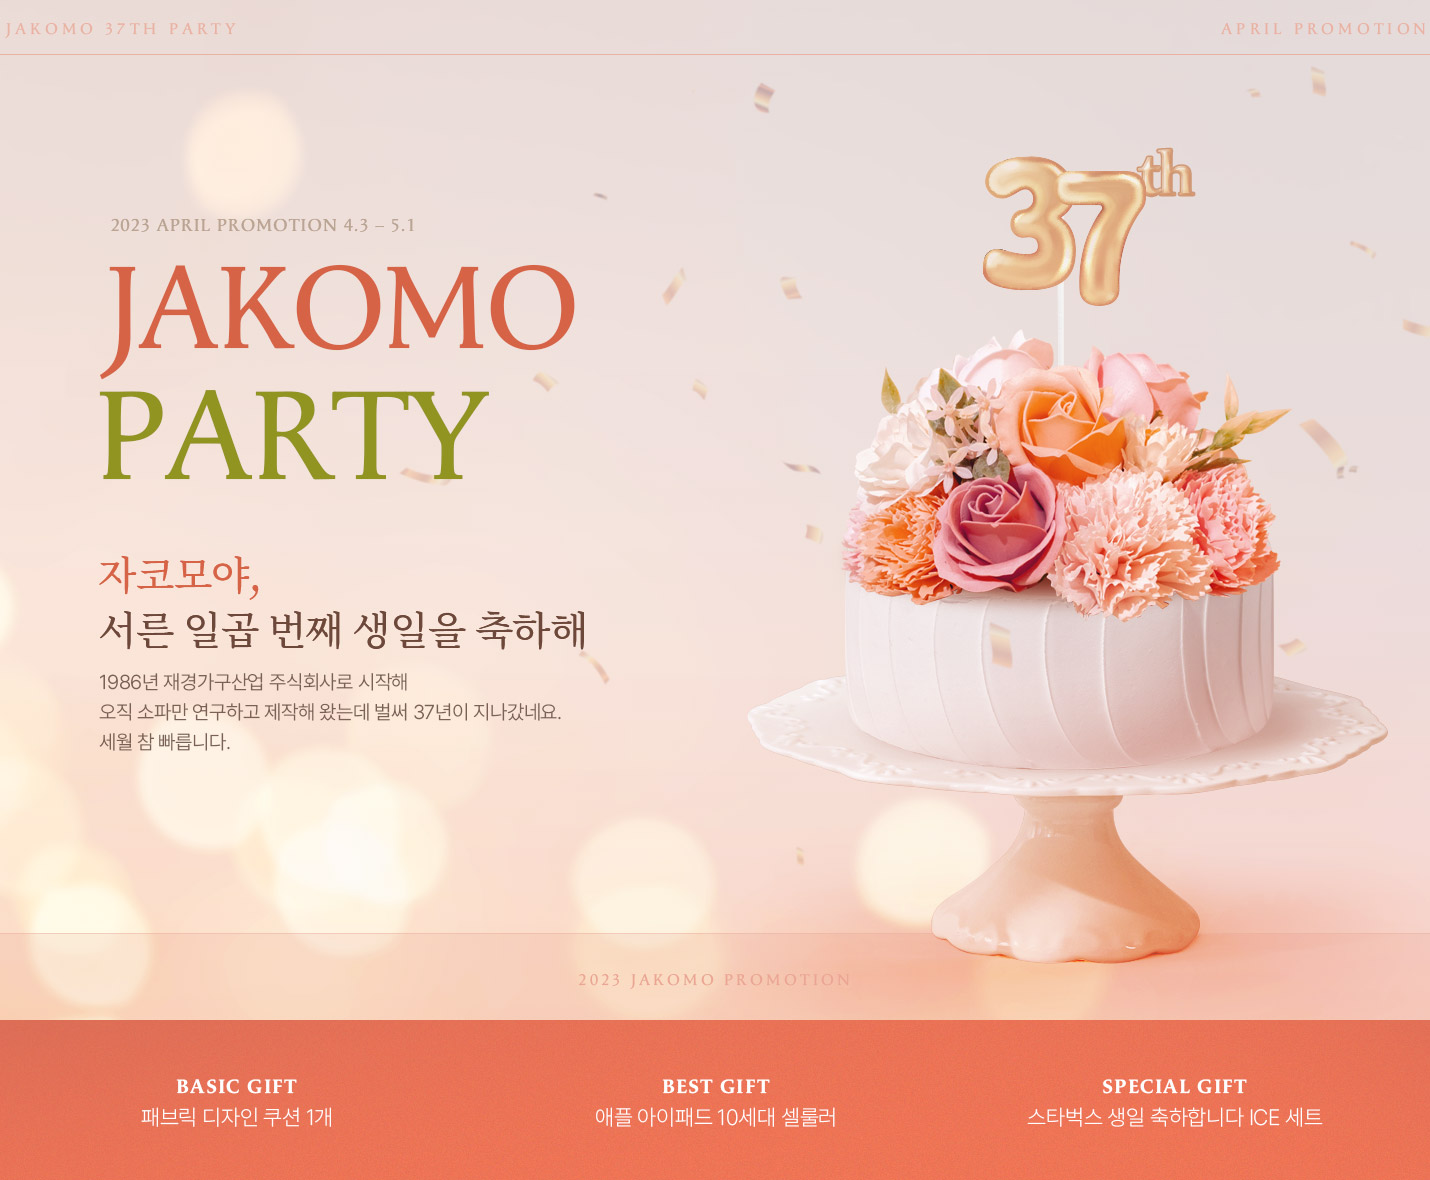 JAKOMO 37TH PARTY
APRIL PROMOTION
37th
2023 APRIL PROMOTION 4.3 – 5.1
JAKOMO
PARTY
자코모야,
서른 일곱 번째 생일을 축하해
1986년 재경가구산업 주식회사로 시작해
오직 소파만 연구하고 제작해 왔는데 벌써 37년이 지나갔네요.
세월 참 빠릅니다.
2023 JAKOMO PROMOTION
BASIC GIFT
패브릭 디자인 쿠션 1개
BEST GIFT
애플 아이패드 10세대 셀룰러
SPECIAL GIFT
스타벅스 생일 축하합니다 ICE 세트